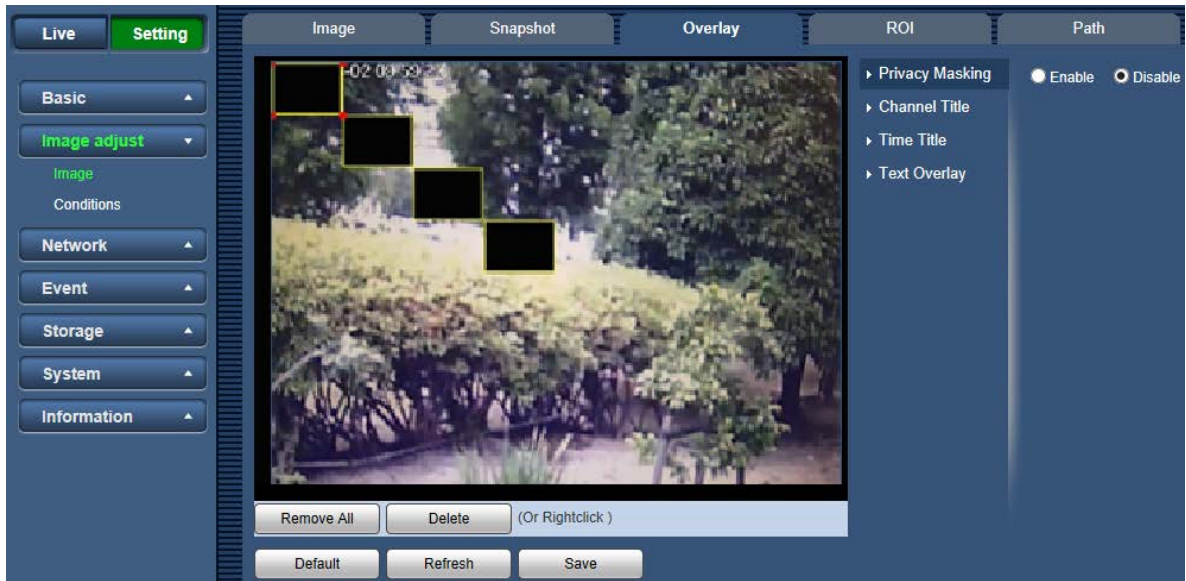 Live Setting
Image Snapshot Overlay ROI Path
Basic
Image adjust
Image
Conditions
Network
Event
Storage
System
Information
Privacy Masking
Channel Title
Time Title
Text Overlay
Enable Disable
Remove All Delete (Or Rightclick )
Default Refresh Save